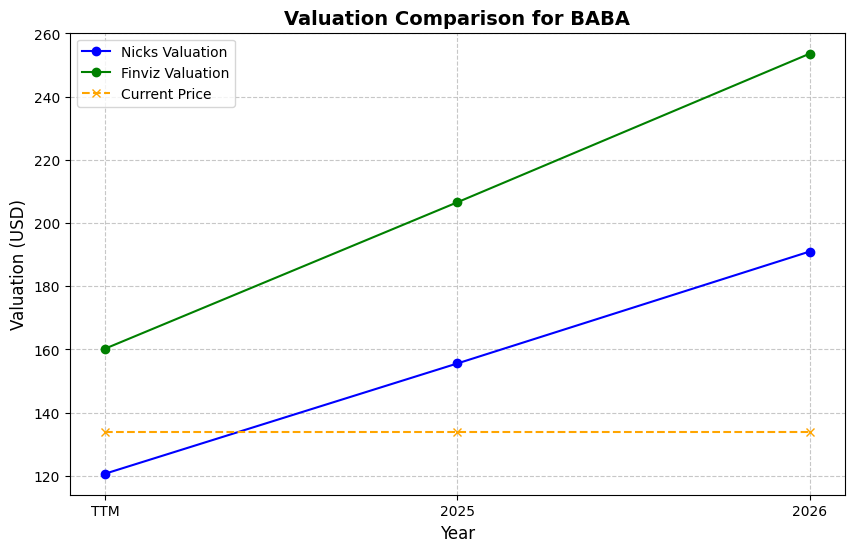 Valuation Comparison for BABA
Nicks Valuation
Finviz Valuation
Current Price
Valuation (USD)
260
240
220
200
180
160
140
120
TTM
2025
2026
Year